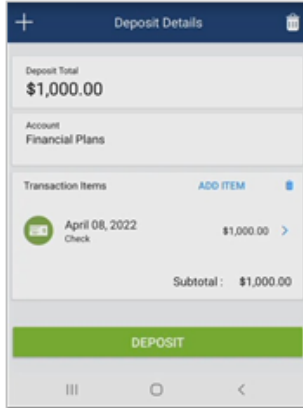 Deposit Details
Deposit Total
$1,000.00
Account
Financial Plans
Transaction Items ADD ITEM
April 08, 2022 $1,000.00
Check
Subtotal : $1,000.00
DEPOSIT